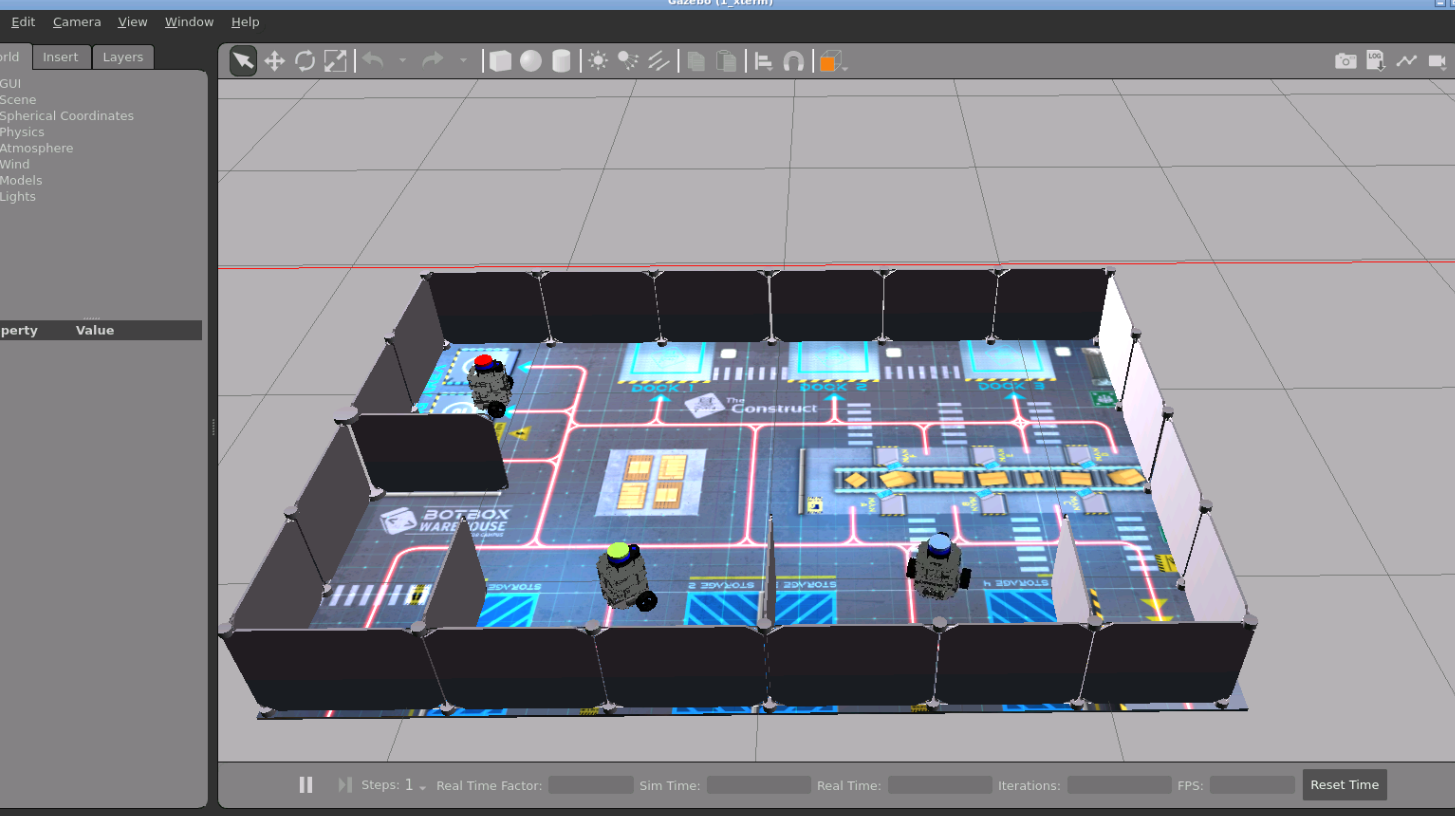 Gazebo (1_xterm)
Edit Camera View Window Help
orld Insert Layers
GUI
Scene
Spherical Coordinates
Physics
Atmosphere
Wind
Models
Lights
perty Value
LOG
DOCK 1
DOCK 2
DOCK 3
The
Construct
BOTBOX
WAREHOUSE
STORAGE
STORAGE 2
STORAGE
STORAGE 4
Steps: 1 Real Time Factor: Sim Time: Real Time: Iterations: FPS: Reset Time